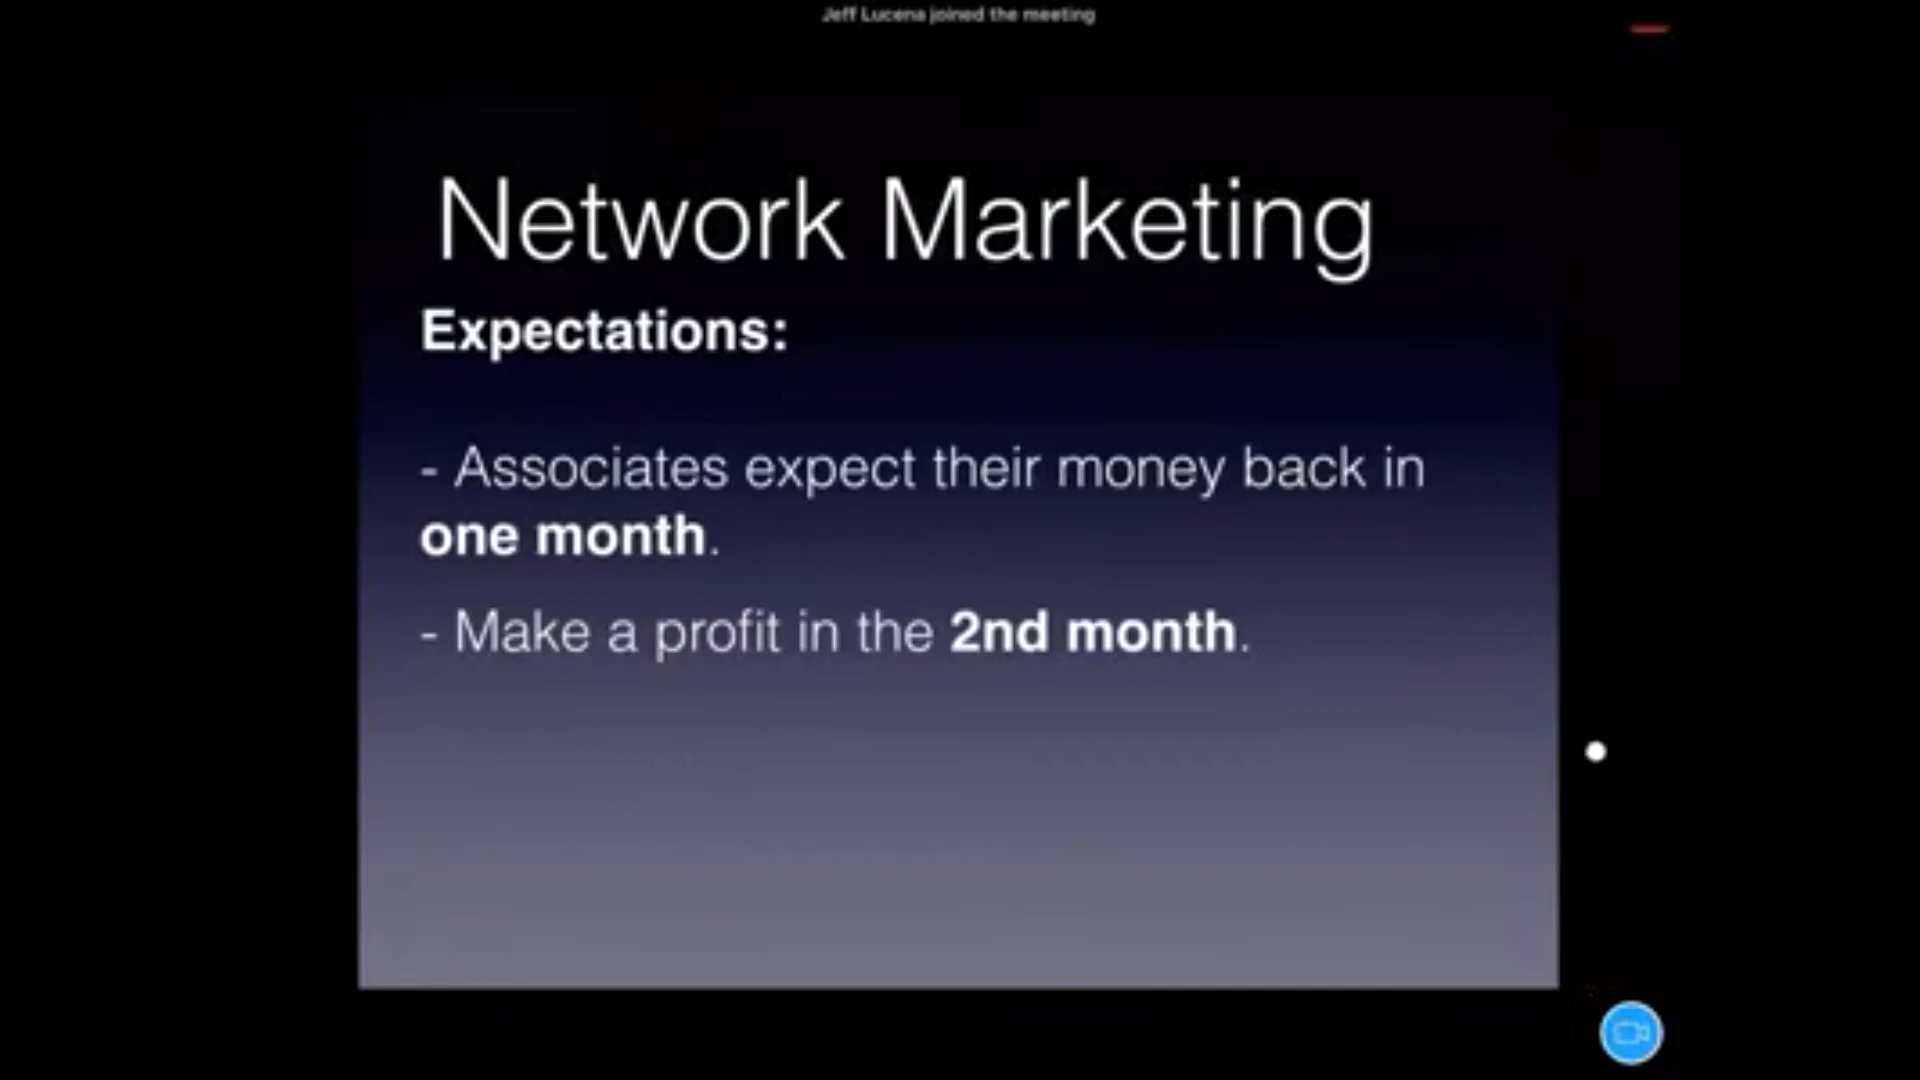 Jeff Lucena joined the meeting
Network Marketing
Expectations:
- Associates expect their money back in
one month.
- Make a profit in the 2nd month.